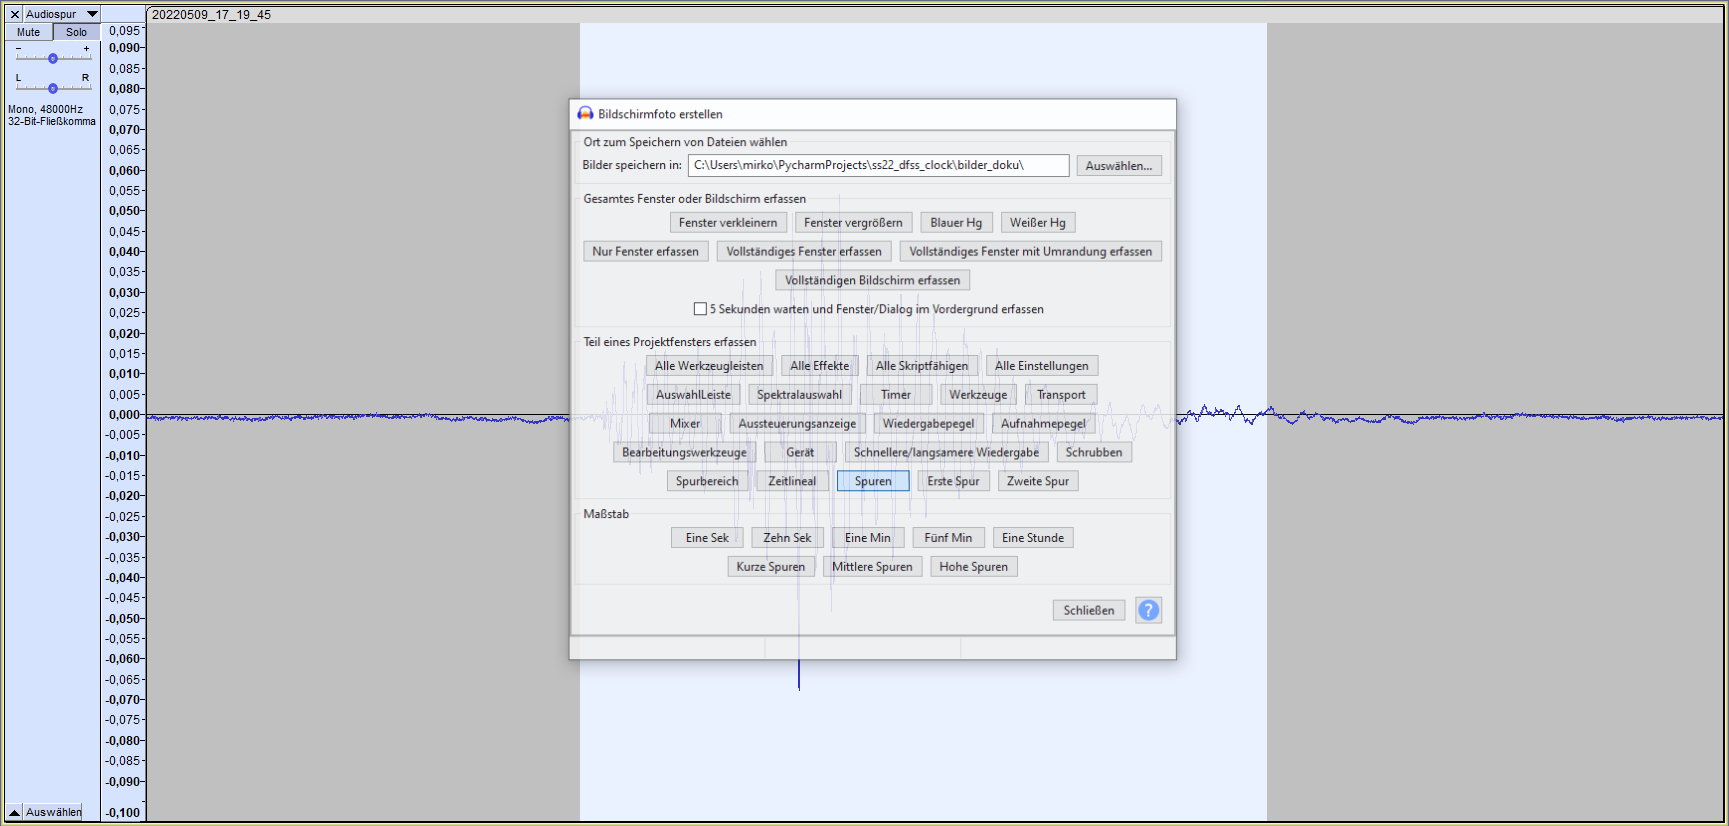 Audiospur
20220509_17_19_45
Mute Solo
- +
L R
Mono, 48000Hz
32-Bit-Fließkomma
0,095
0,090
0,085
0,080
0,075
0,070
0,065
0,060
0,055
0,050
0,045
0,040
0,035
0,030
0,025
0,020
0,015
0,010
0,005
0,000
-0,005
-0,010
-0,015
-0,020
-0,025
-0,030
-0,035
-0,040
-0,045
-0,050
-0,055
-0,060
-0,065
-0,070
-0,075
-0,080
-0,085
-0,090
-0,100
Auswählen
Bildschirmfoto erstellen
Ort zum Speichern von Dateien wählen
Bilder speichern in: C:\Users\mirko\PycharmProjects\ss22_dfss_clock\bilder_doku\ Auswählen...
Gesamtes Fenster oder Bildschirm erfassen
Fenster verkleinern Fenster vergrößern Blauer Hg Weißer Hg
Nur Fenster erfassen Vollständiges Fenster erfassen Vollständiges Fenster mit Umrandung erfassen
Vollständigen Bildschirm erfassen
5 Sekunden warten und Fenster/Dialog im Vordergrund erfassen
Teil eines Projektfensters erfassen
Alle Werkzeugleisten Alle Effekte Alle Skriptfähigen Alle Einstellungen
AuswahlLeiste Spektralauswahl Timer Werkzeuge Transport
Mixer Aussteuerungsanzeige Wiedergabepegel Aufnahmepegel
Bearbeitungswerkzeuge Gerät Schnellere/langsamere Wiedergabe Schrubben
Spurbereich Zeitlineal Spuren Erste Spur Zweite Spur
Maßstab
Eine Sek Zehn Sek Eine Min Fünf Min Eine Stunde
Kurze Spuren Mittlere Spuren Hohe Spuren
Schließen ?